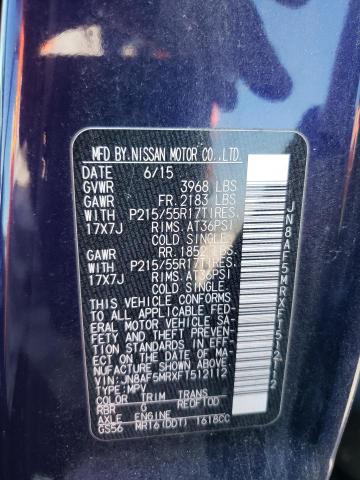 MFD BY. NISSAN MOTOR CO., LTD.
DATE 6/15
GVWR 3968 LBS
GAWR FR. 2183 LBS
WITH P215/55R17TIRES,
17X7J RIMS, AT36PSI
COLD SINGLE.
GAWR RR. 1852 LBS
WITH P215/55R17TIRES,
17X7J RIMS, AT36PSI
COLD SINGLE.
THIS VEHICLE CONFORMS
TO ALL APPLICABLE FED-
ERAL MOTOR VEHICLE SA-
FETY AND THEFT PREVEN-
TION STANDARDS IN EFF-
ECT ON THE DATE OF MA-
NUFACTURE SHOWN ABOVE
VIN: JN8AF5MRXFT512112
TYPE: MPV
COLOR TRIM TRANS
RBR G
AXLE ENGINE
GS56 MR16(DDT) 1618CC
JN8AF5MRXFT512112